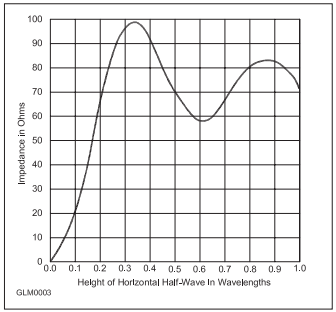 100
90
80
70
60
50
40
30
20
10
0
Impedance in Ohms
0.0 0.1 0.2 0.3 0.4 0.5 0.6 0.7 0.8 0.9 1.0
Height of Horizontal Half-Wave In Wavelengths
GLM0003